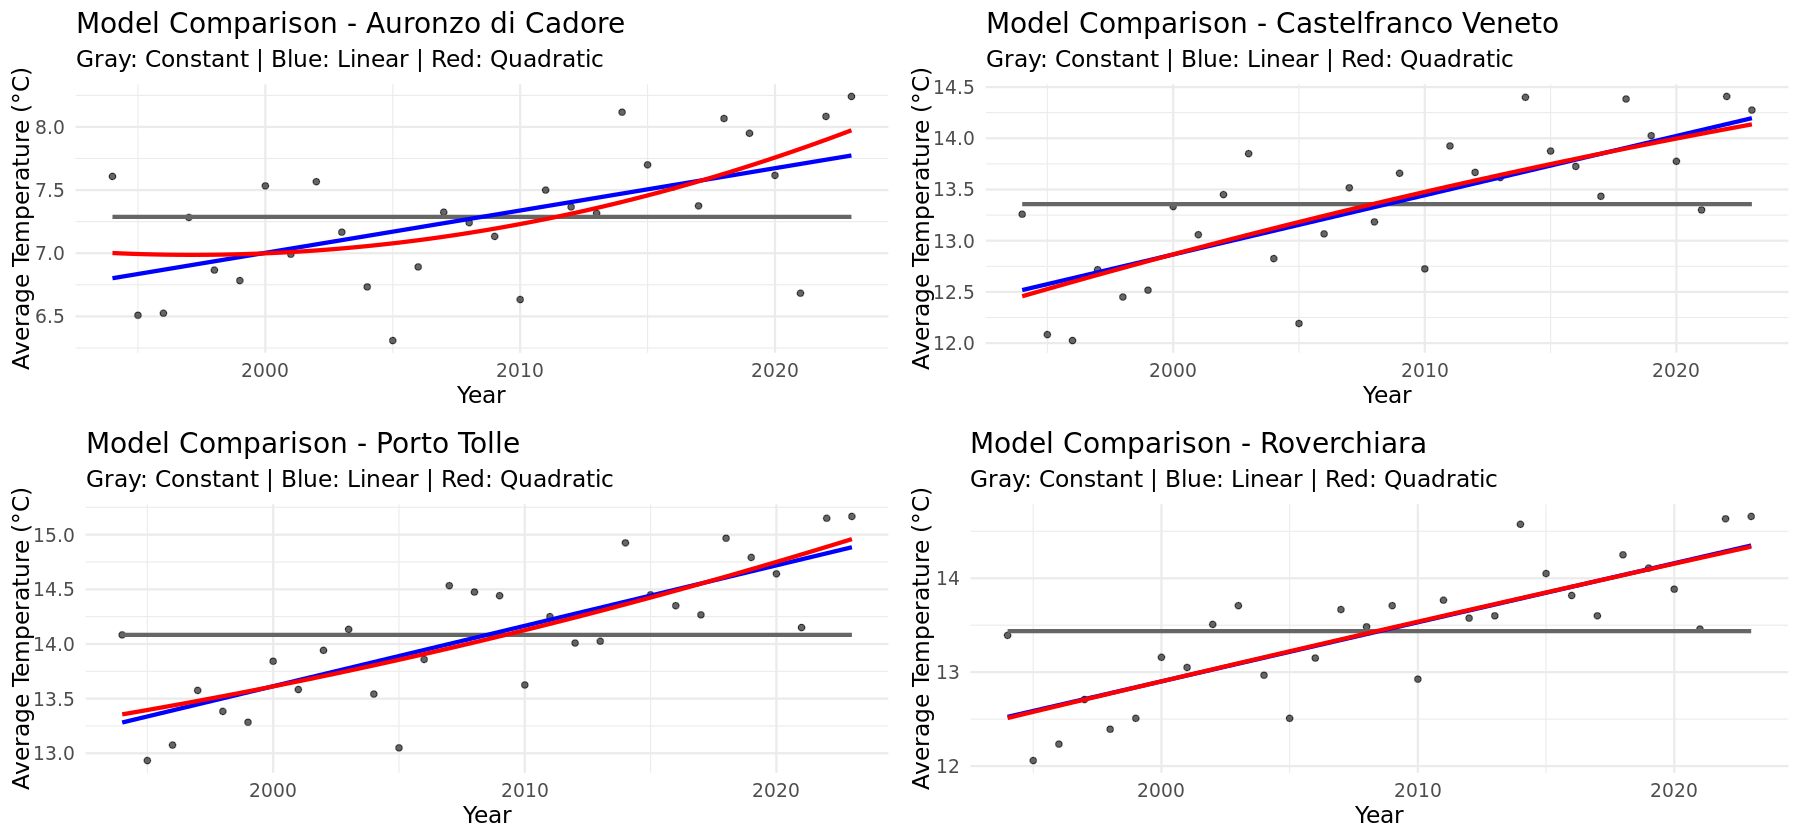 Model Comparison - Auronzo di Cadore
Gray: Constant | Blue: Linear | Red: Quadratic
Average Temperature (°C)
8.0
7.5
7.0
6.5
2000
2010
2020
Year
Model Comparison - Castelfranco Veneto
Gray: Constant | Blue: Linear | Red: Quadratic
Average Temperature (°C)
14.5
14.0
13.5
13.0
12.5
12.0
2000
2010
2020
Year
Model Comparison - Porto Tolle
Gray: Constant | Blue: Linear | Red: Quadratic
Average Temperature (°C)
15.0
14.5
14.0
13.5
13.0
2000
2010
2020
Year
Model Comparison - Roverchiara
Gray: Constant | Blue: Linear | Red: Quadratic
Average Temperature (°C)
14
13
12
2000
2010
2020
Year